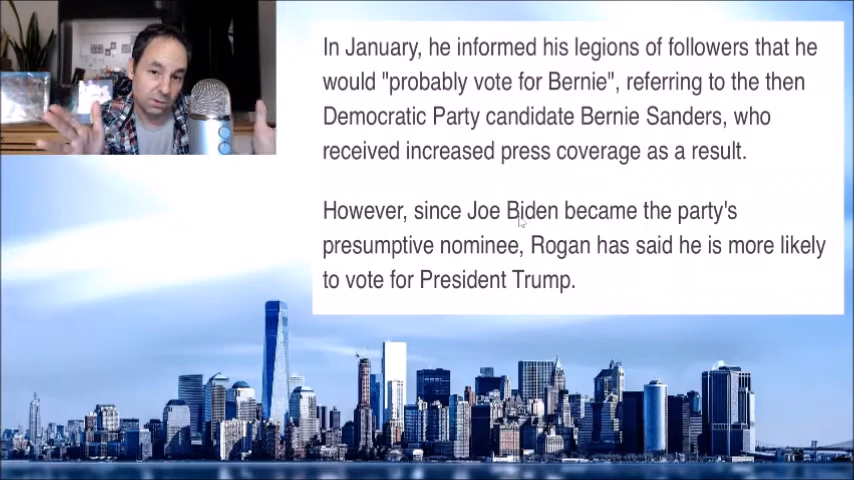 In January, he informed his legions of followers that he
would "probably vote for Bernie", referring to the then
Democratic Party candidate Bernie Sanders, who
received increased press coverage as a result.
However, since Joe Biden became the party's
presumptive nominee, Rogan has said he is more likely
to vote for President Trump.